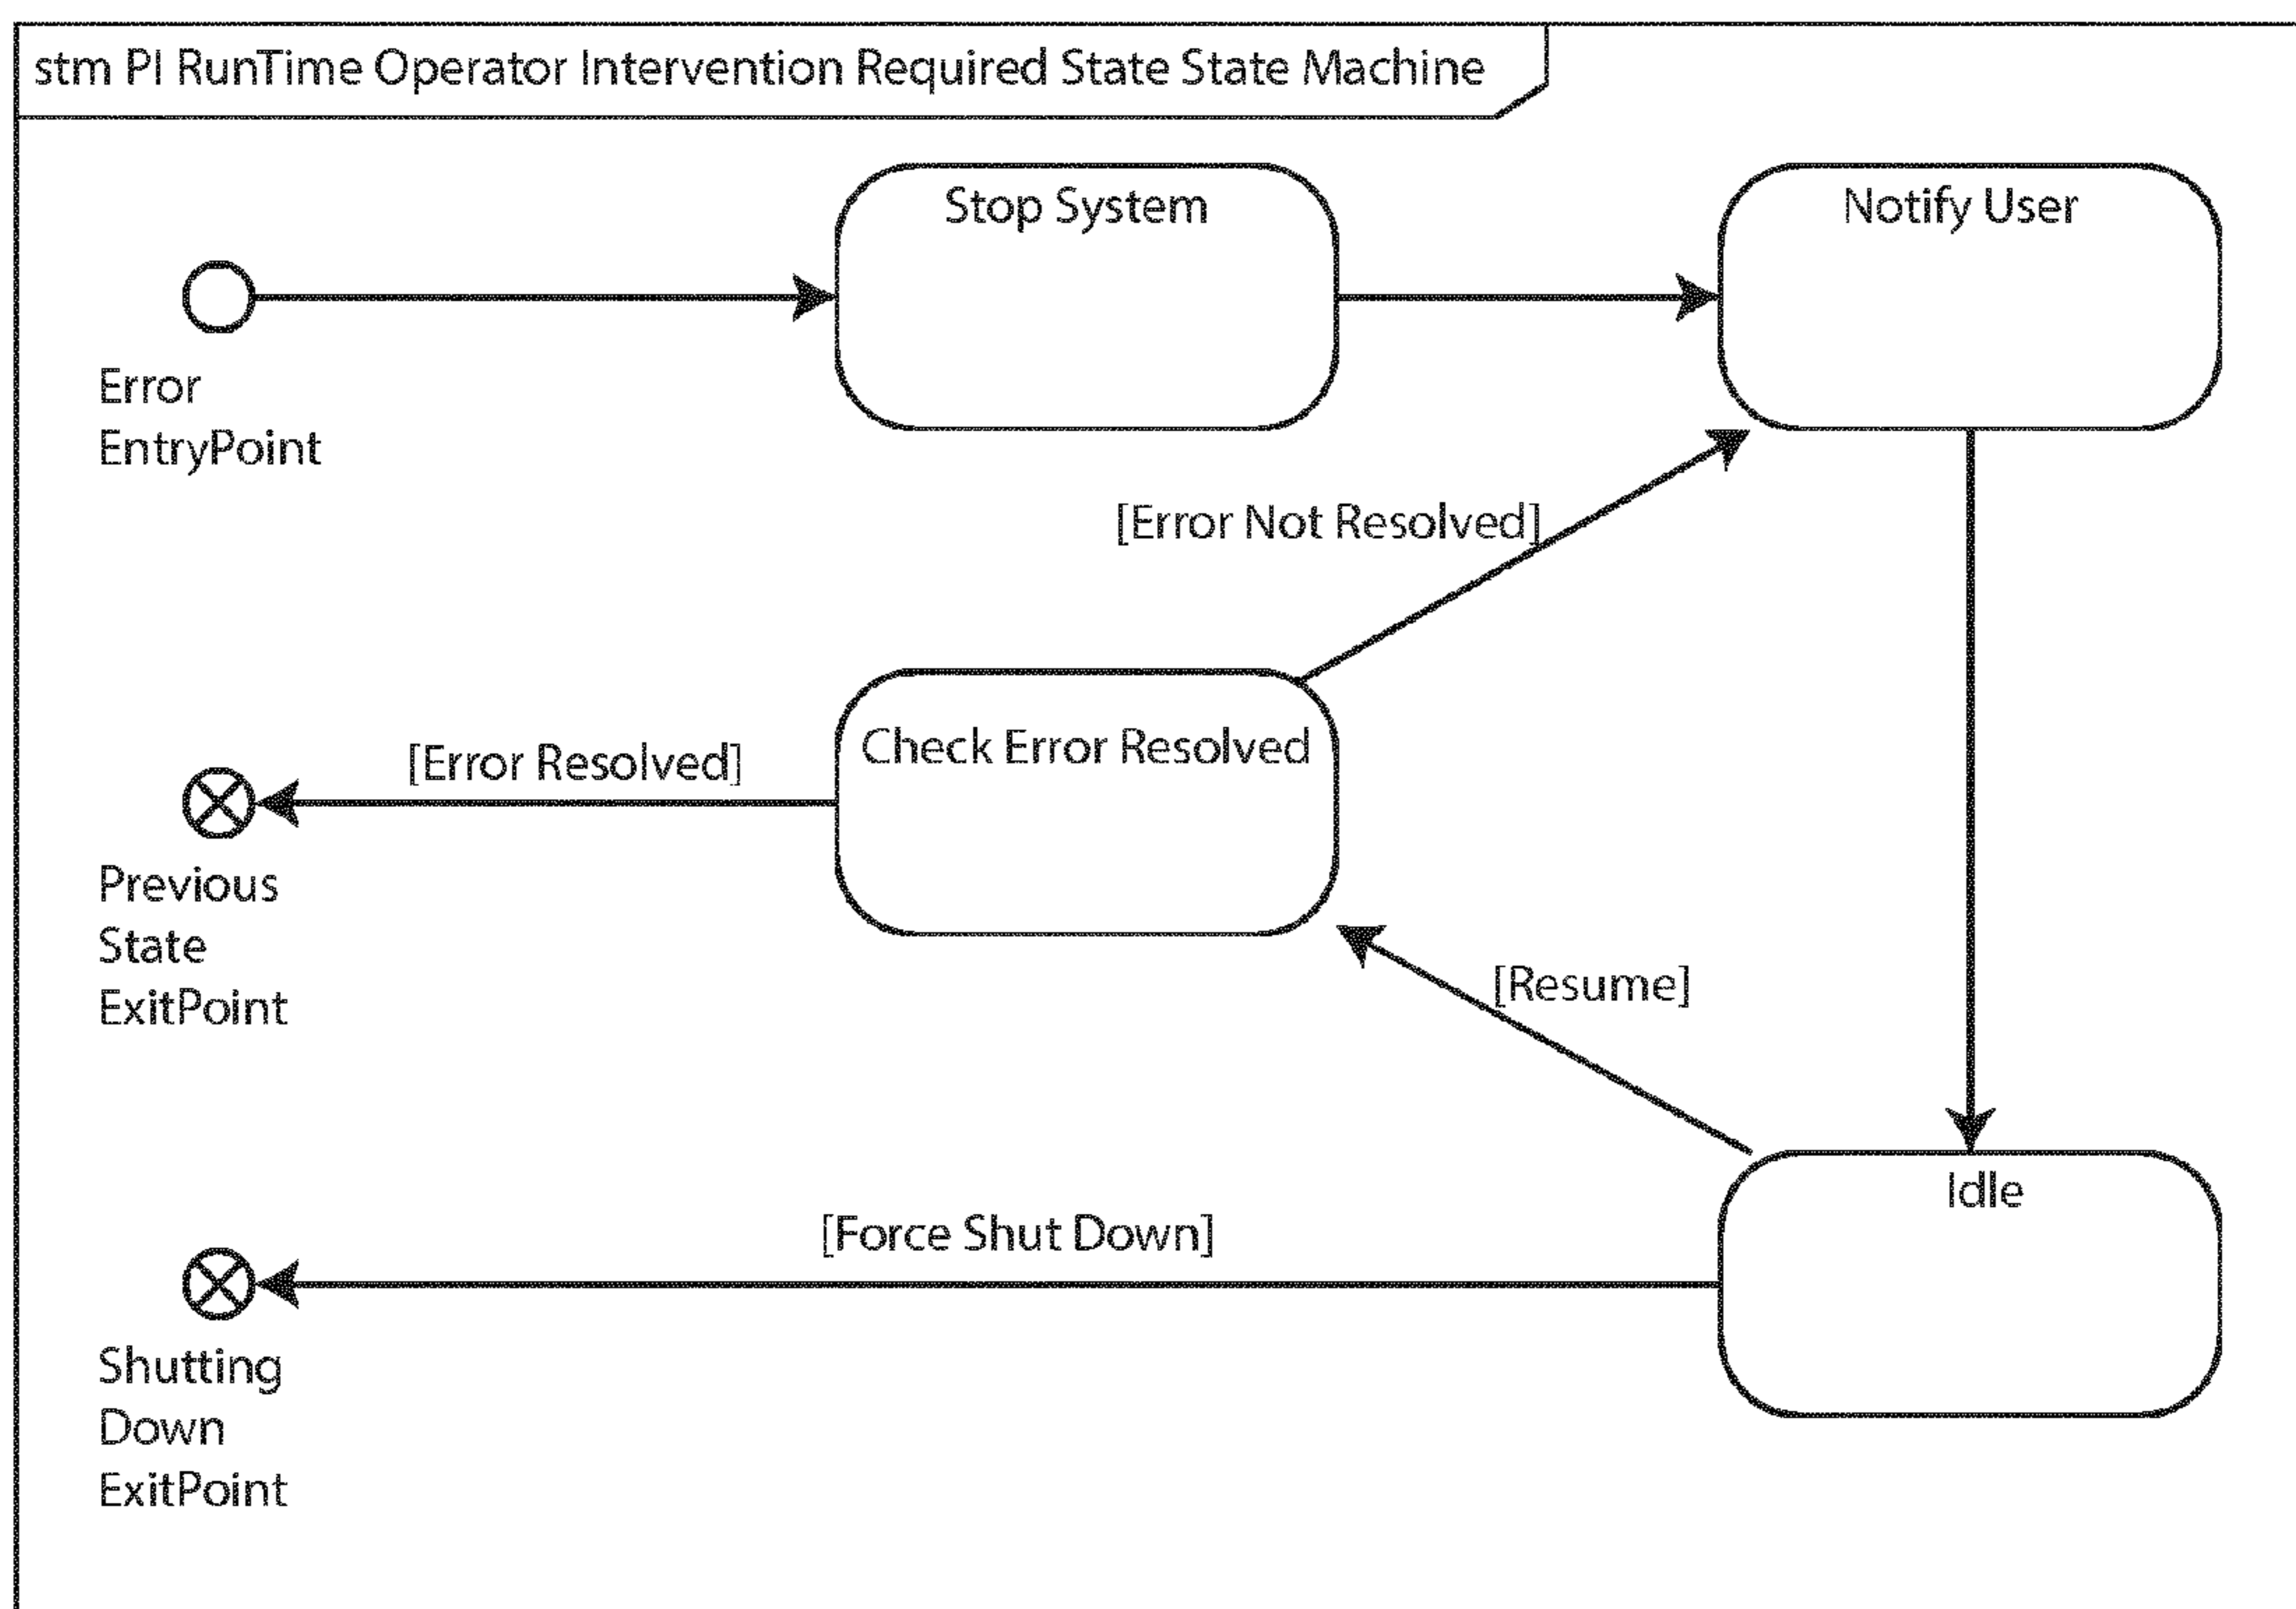 stm PI RunTime Operator Intervention Required State State Machine
Stop System
Notify User
Error
EntryPoint
[Error Not Resolved]
Check Error Resolved
[Error Resolved]
Previous
State
ExitPoint
[Resume]
Idle
[Force Shut Down]
Shutting
Down
ExitPoint